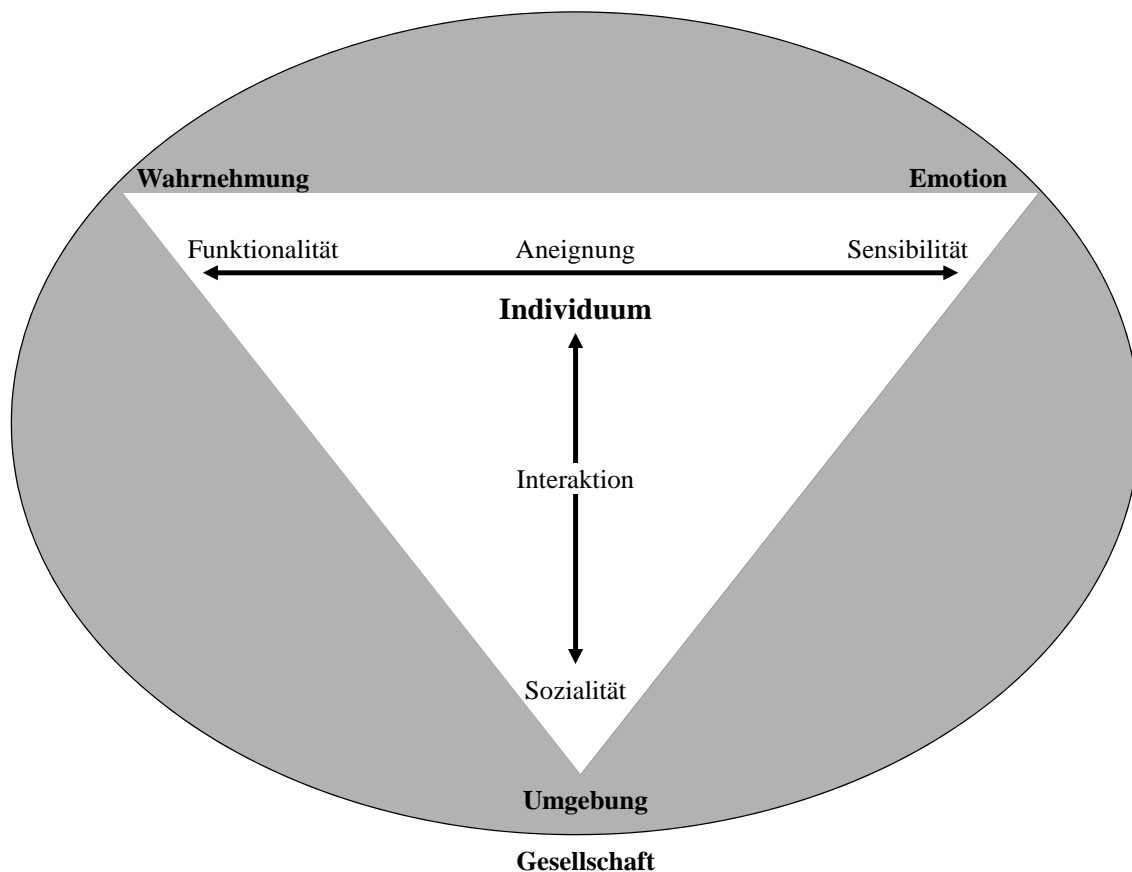 Wahrnehmung Emotion
Funktionalität Aneignung Sensibilität
Individuum
Interaktion
Sozialität
Umgebung
Gesellschaft